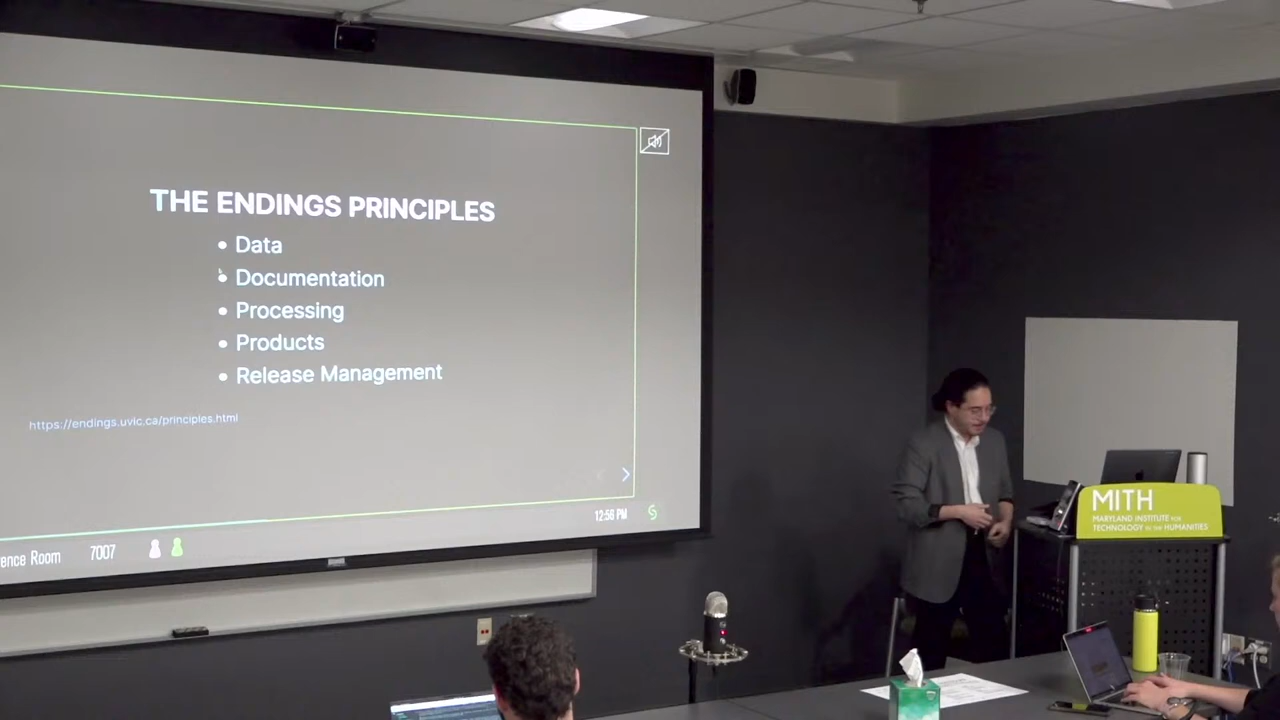 THE ENDINGS PRINCIPLES
Data
Documentation
Processing
Products
Release Management
https://endings.uvic.ca/principles.html
12:56 PM
ence Room 7007
MITH
MARYLAND INSTITUTE FOR
TECHNOLOGY IN THE HUMANITIES